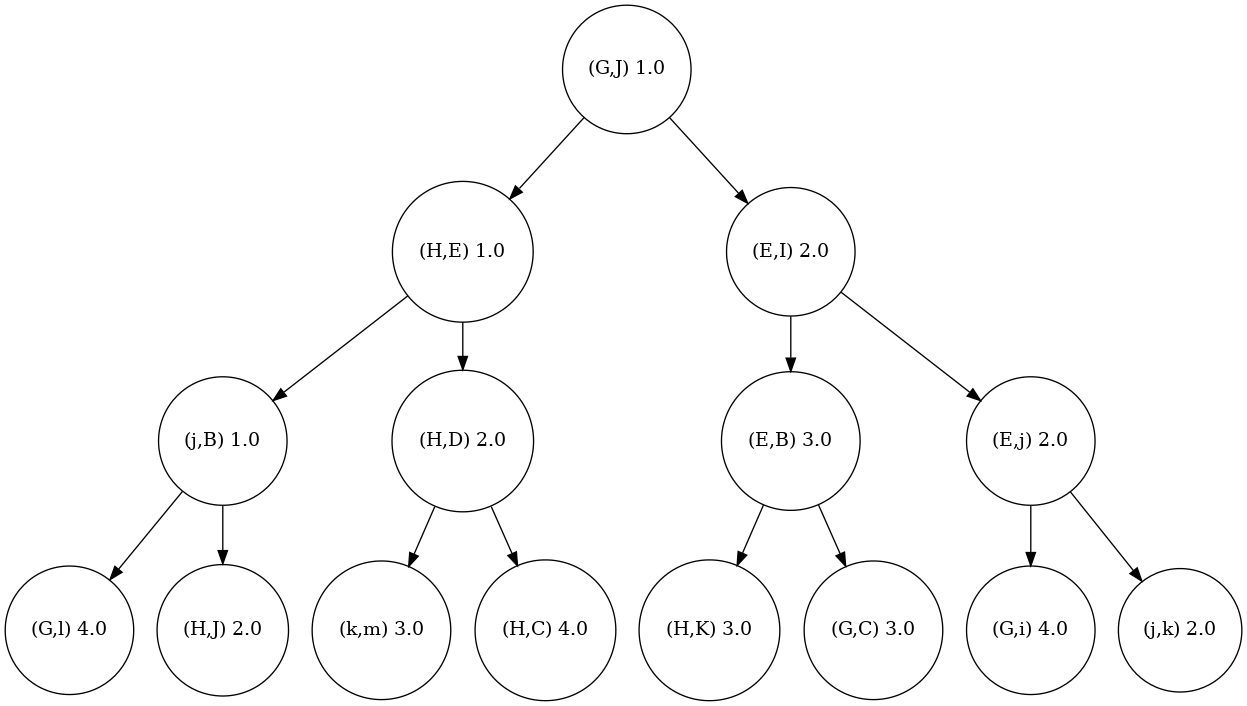 (G,J) 1.0
(H,E) 1.0
(E,I) 2.0
(j,B) 1.0
(H,D) 2.0
(E,B) 3.0
(E,j) 2.0
(G,l) 4.0
(H,J) 2.0
(k,m) 3.0
(H,C) 4.0
(H,K) 3.0
(G,C) 3.0
(G,i) 4.0
(j,k) 2.0